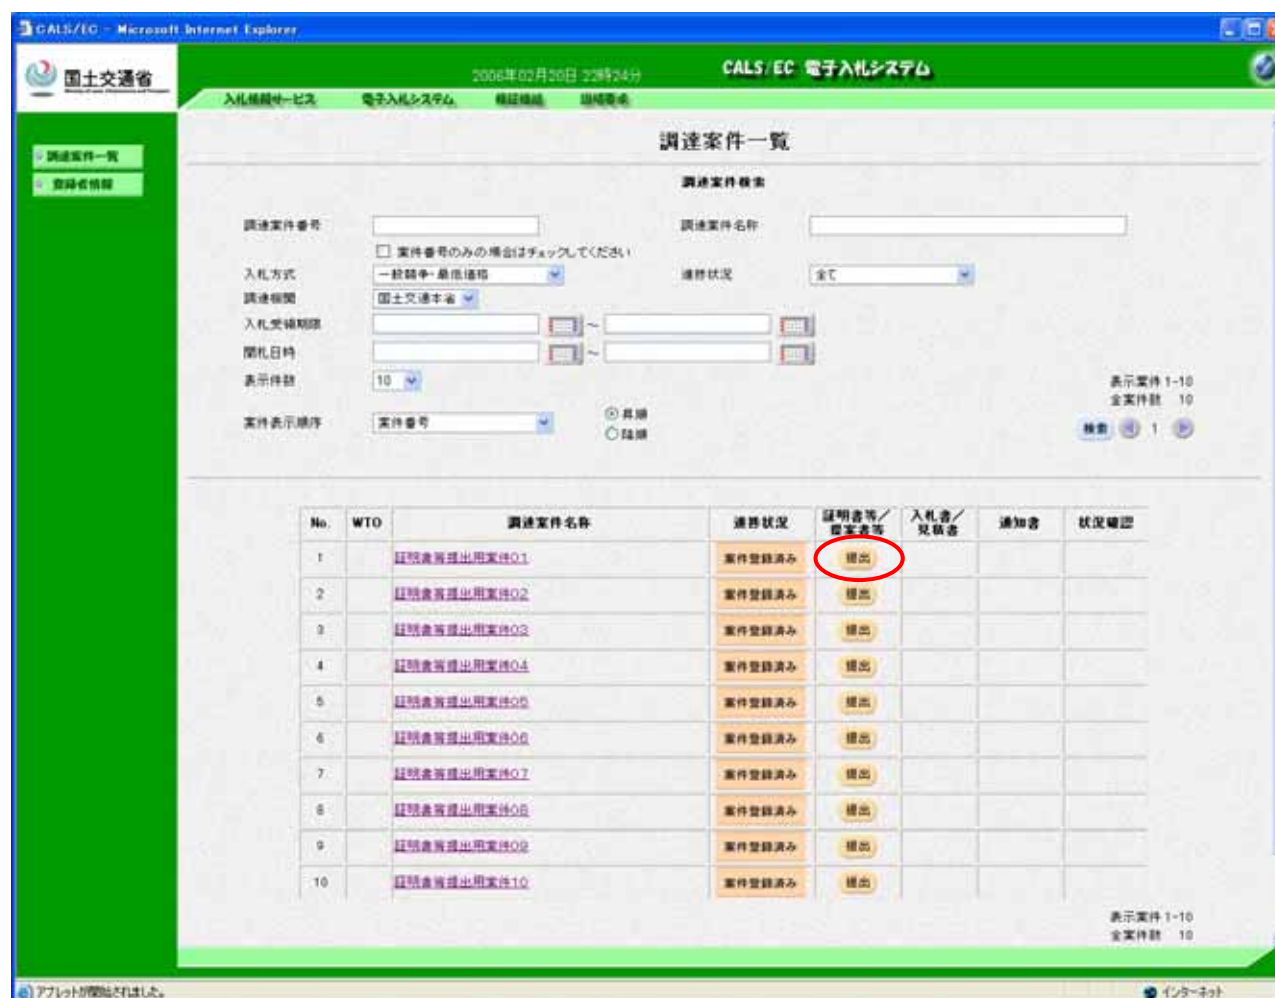 CALS/EC - Microsoft Internet Explorer
国土交通省
2006年02月20日 22時24分
CALS/EC 電子入札システム
入札情報サービス 電子入札システム 検証機能 説明要求
調達案件一覧
登録者情報
調達案件一覧
調達案件検索
調達案件番号
調達案件名称
案件番号のみの場合はチェックしてください
入札方式 一般競争・最低価格 進捗状況 全て
調達機関 国土交通本省
入札受領期限 ～
開札日時 ～
表示件数 10
表示案件 1-10
全案件数 10
案件表示順序 案件番号
昇順
降順
検索 1
No. WTO 調達案件名称 進捗状況 証明書等／提案書等 入札書／見積書 通知書 状況確認
1 証明書等提出用案件01 案件登録済み 提出
2 証明書等提出用案件02 案件登録済み 提出
3 証明書等提出用案件03 案件登録済み 提出
4 証明書等提出用案件04 案件登録済み 提出
5 証明書等提出用案件05 案件登録済み 提出
6 証明書等提出用案件06 案件登録済み 提出
7 証明書等提出用案件07 案件登録済み 提出
8 証明書等提出用案件08 案件登録済み 提出
9 証明書等提出用案件09 案件登録済み 提出
10 証明書等提出用案件10 案件登録済み 提出
表示案件 1-10
全案件数 10
アプレットが開始されました。
インターネット